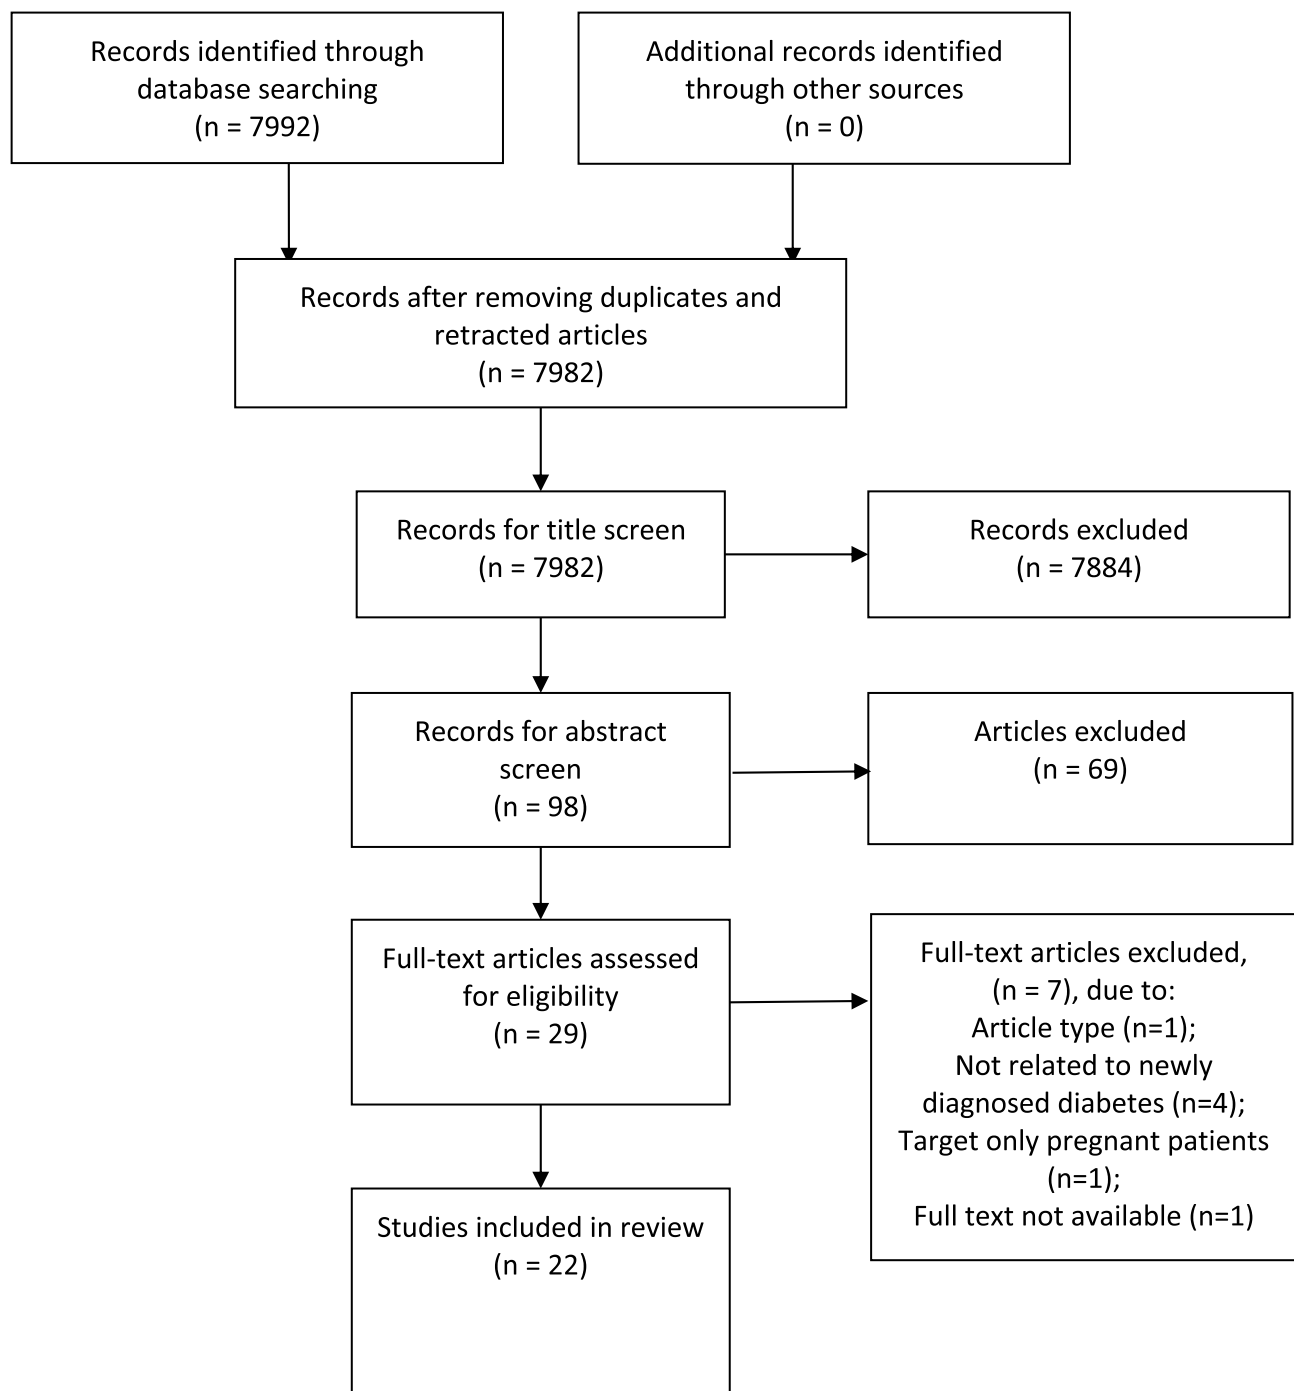 Records identified through
database searching
(n = 7992)
Additional records identified
through other sources
(n = 0)
Records after removing duplicates and
retracted articles
(n = 7982)
Records for title screen
(n = 7982)
Records excluded
(n = 7884)
Records for abstract
screen
(n = 98)
Articles excluded
(n = 69)
Full-text articles assessed
for eligibility
(n = 29)
Full-text articles excluded,
(n = 7), due to:
Article type (n=1);
Not related to newly
diagnosed diabetes (n=4);
Target only pregnant patients
(n=1);
Full text not available (n=1)
Studies included in review
(n = 22)